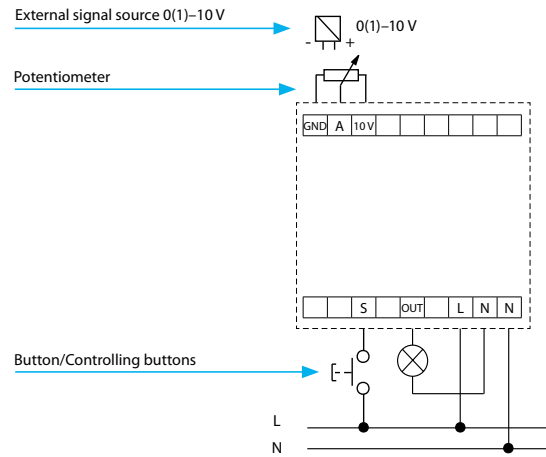 External signal source 0(1)–10 V
- + 0(1)–10 V
Potentiometer
GND A 10 V
S OUT L N N
Button/Controlling buttons
L
N